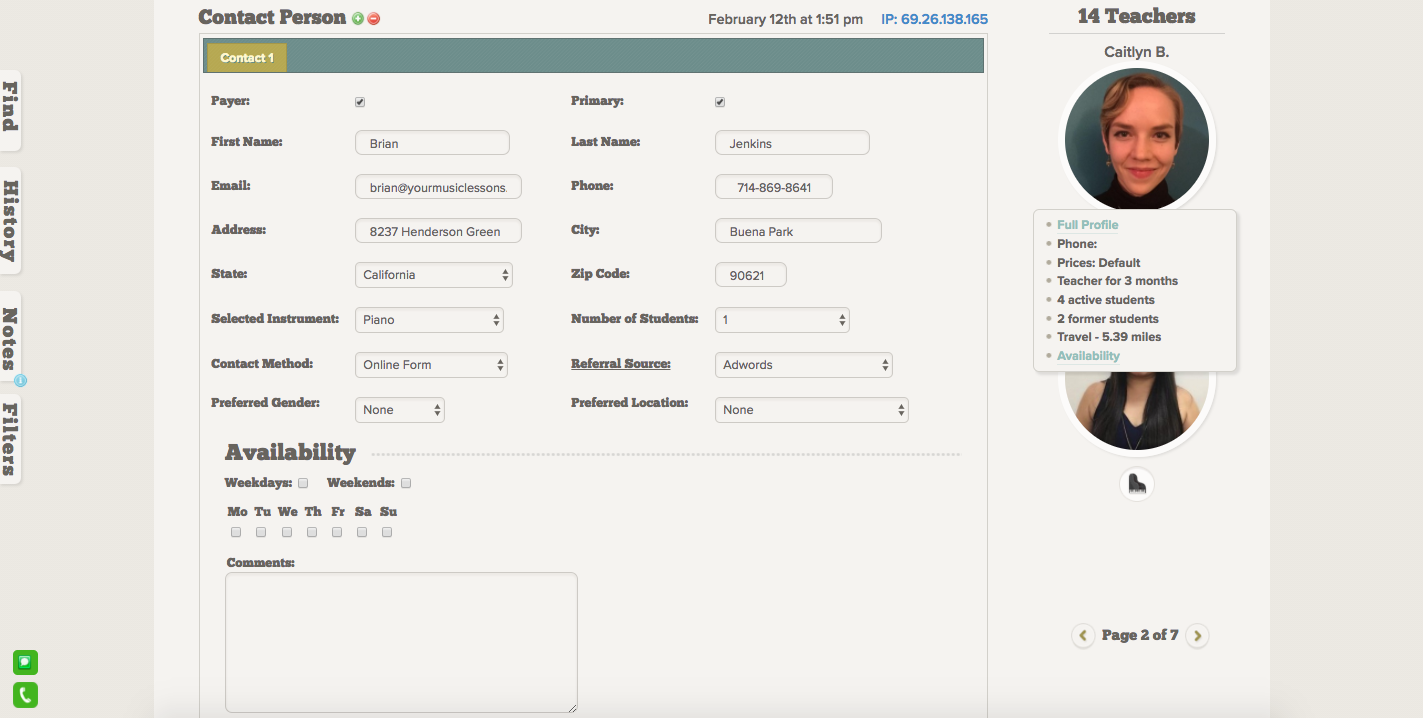 Contact Person
February 12th at 1:51 pm IP: 69.26.138.165
Contact 1
Payer:
Primary:
First Name: Brian
Last Name: Jenkins
Email: brian@yourmusiclessons.
Phone: 714-869-8641
Address: 8237 Henderson Green
City: Buena Park
State: California
Zip Code: 90621
Selected Instrument: Piano
Number of Students: 1
Contact Method: Online Form
Referral Source: Adwords
Preferred Gender: None
Preferred Location: None
Availability
Weekdays: Weekends:
Mo Tu We Th Fr Sa Su
Comments:
14 Teachers
Caitlyn B.
Full Profile
Phone:
Prices: Default
Teacher for 3 months
4 active students
2 former students
Travel - 5.39 miles
Availability
Page 2 of 7
Find
History
Notes
i
Filters